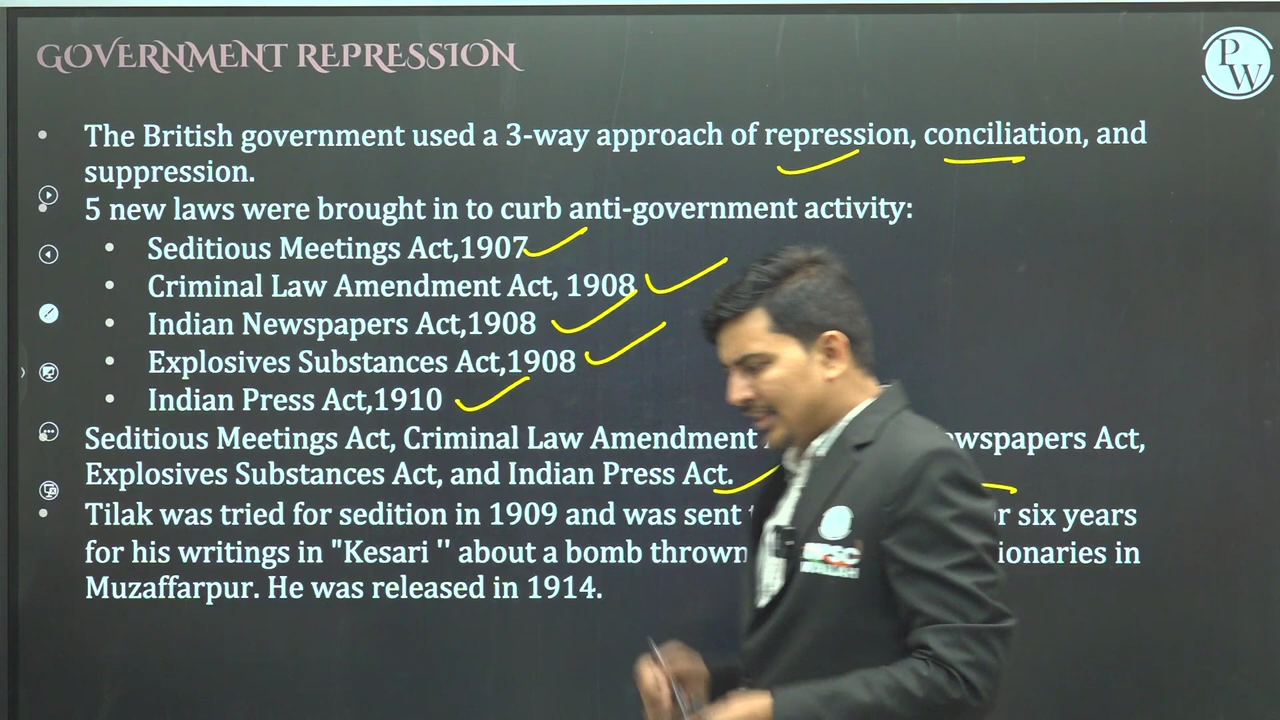 GOVERNMENT REPRESSION
PW
The British government used a 3-way approach of repression, conciliation, and
suppression.
5 new laws were brought in to curb anti-government activity:
Seditious Meetings Act,1907
Criminal Law Amendment Act, 1908
Indian Newspapers Act,1908
Explosives Substances Act,1908
Indian Press Act,1910
Seditious Meetings Act, Criminal Law Amendment Act,
Explosives Substances Act, and Indian Press Act.
Tilak was tried for sedition in 1909 and was sent six years
for his writings in "Kesari '' about a bomb thrown in
Muzaffarpur. He was released in 1914.